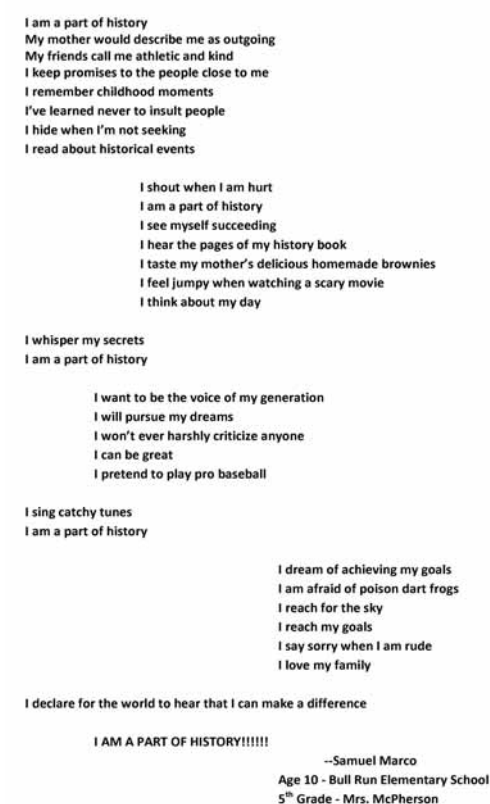 I am a part of history
My mother would describe me as outgoing
My friends call me athletic and kind
I keep promises to the people close to me
I remember childhood moments
I've learned never to insult people
I hide when I'm not seeking
I read about historical events
I shout when I am hurt
I am a part of history
I see myself succeeding
I hear the pages of my history book
I taste my mother's delicious homemade brownies
I feel jumpy when watching a scary movie
I think about my day
I whisper my secrets
I am a part of history
I want to be the voice of my generation
I will pursue my dreams
I won't ever harshly criticize anyone
I can be great
I pretend to play pro baseball
I sing catchy tunes
I am a part of history
I dream of achieving my goals
I am afraid of poison dart frogs
I reach for the sky
I reach my goals
I say sorry when I am rude
I love my family
I declare for the world to hear that I can make a difference
I AM A PART OF HISTORY!!!!!!
--Samuel Marco
Age 10 - Bull Run Elementary School
5th Grade - Mrs. McPherson